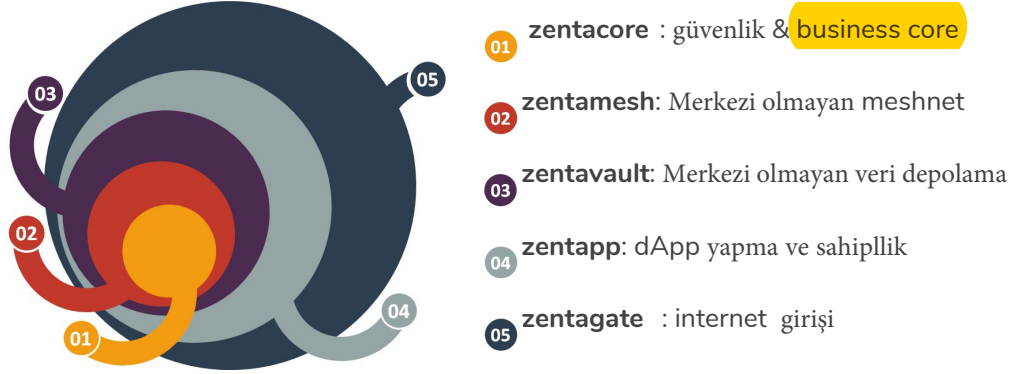 03
02
01
05
04
01 zentacore : güvenlik & business core
02 zentamesh: Merkezi olmayan meshnet
03 zentavault: Merkezi olmayan veri depolama
04 zentapp: dApp yapma ve sahipllik
05 zentagate : internet girişi